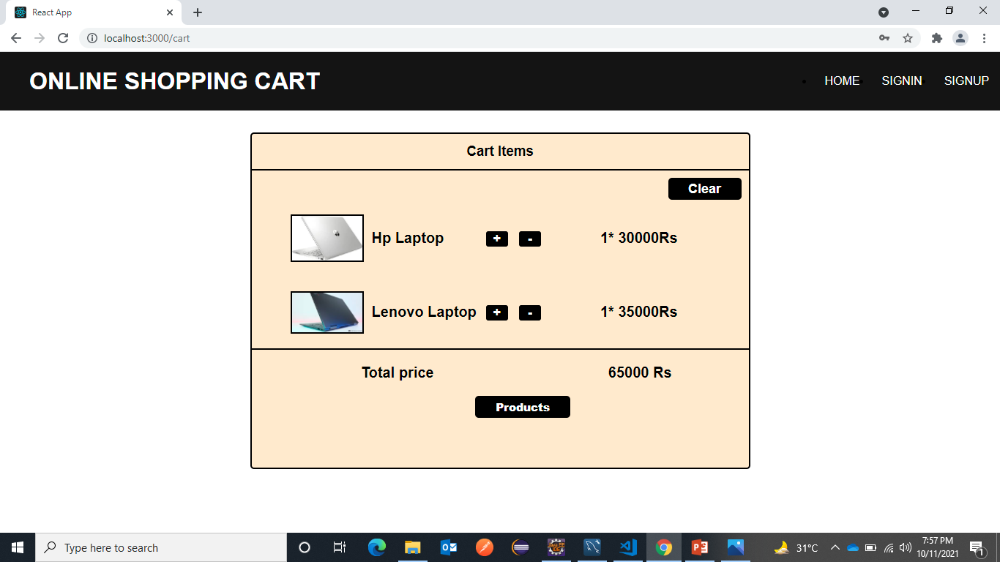 React App
localhost:3000/cart
ONLINE SHOPPING CART
HOME SIGNIN SIGNUP
Cart Items
Clear
Hp Laptop + - 1* 30000Rs
Lenovo Laptop + - 1* 35000Rs
Total price 65000 Rs
Products
Type here to search
31°C
7:57 PM
10/11/2021
1